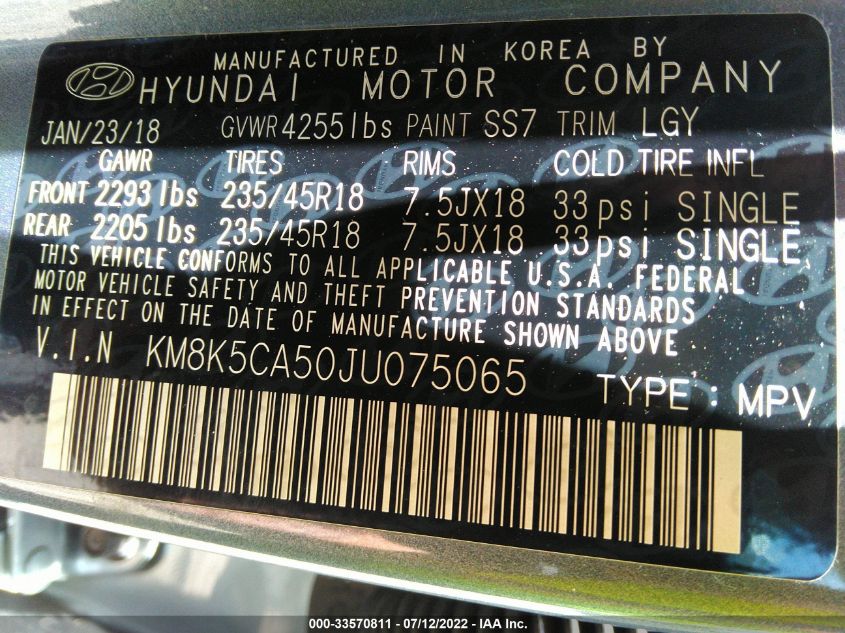 MANUFACTURED IN KOREA BY
HYUNDAI MOTOR COMPANY
JAN/23/18 GVWR 4255lbs PAINT SS7 TRIM LGY
GAWR TIRES RIMS COLD TIRE INFL
FRONT 2293 lbs 235/45R18 7.5JX18 33psi SINGLE
REAR 2205 lbs 235/45R18 7.5JX18 33psi SINGLE
THIS VEHICLE CONFORMS TO ALL APPLICABLE U.S.A. FEDERAL
MOTOR VEHICLE SAFETY AND THEFT PREVENTION STANDARDS
IN EFFECT ON THE DATE OF MANUFACTURE SHOWN ABOVE
V.I.N KM8K5CA50JU075065 TYPE : MPV
000-33570811 - 07/12/2022 - IAA Inc.